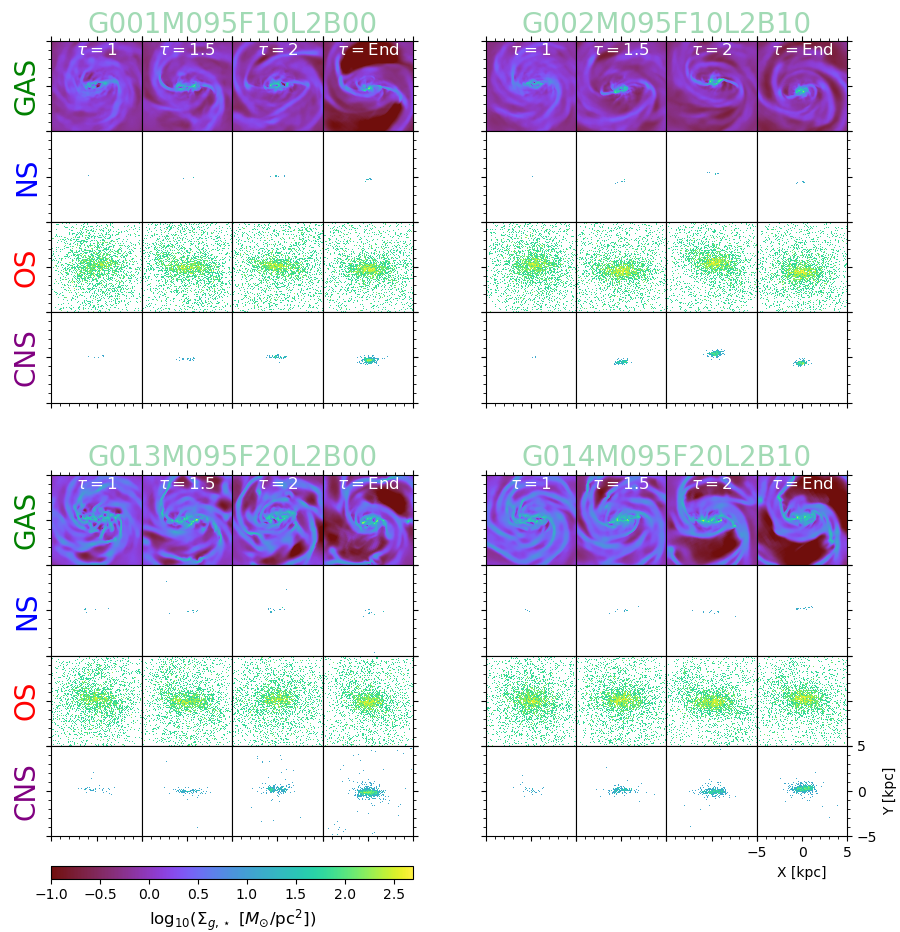 G001M095F10L2B00
G002M095F10L2B10
GAS
τ = 1
τ = 1.5
τ = 2
τ = End
τ = 1
τ = 1.5
τ = 2
τ = End
NS
OS
CNS
G013M095F20L2B00
G014M095F20L2B10
GAS
τ = 1
τ = 1.5
τ = 2
τ = End
τ = 1
τ = 1.5
τ = 2
τ = End
NS
OS
CNS
5
0
−5
Y [kpc]
−5 0 5
X [kpc]
−1.0 −0.5 0.0 0.5 1.0 1.5 2.0 2.5
log₁₀(Σ_{g,⋆} [M_⊙/pc²])